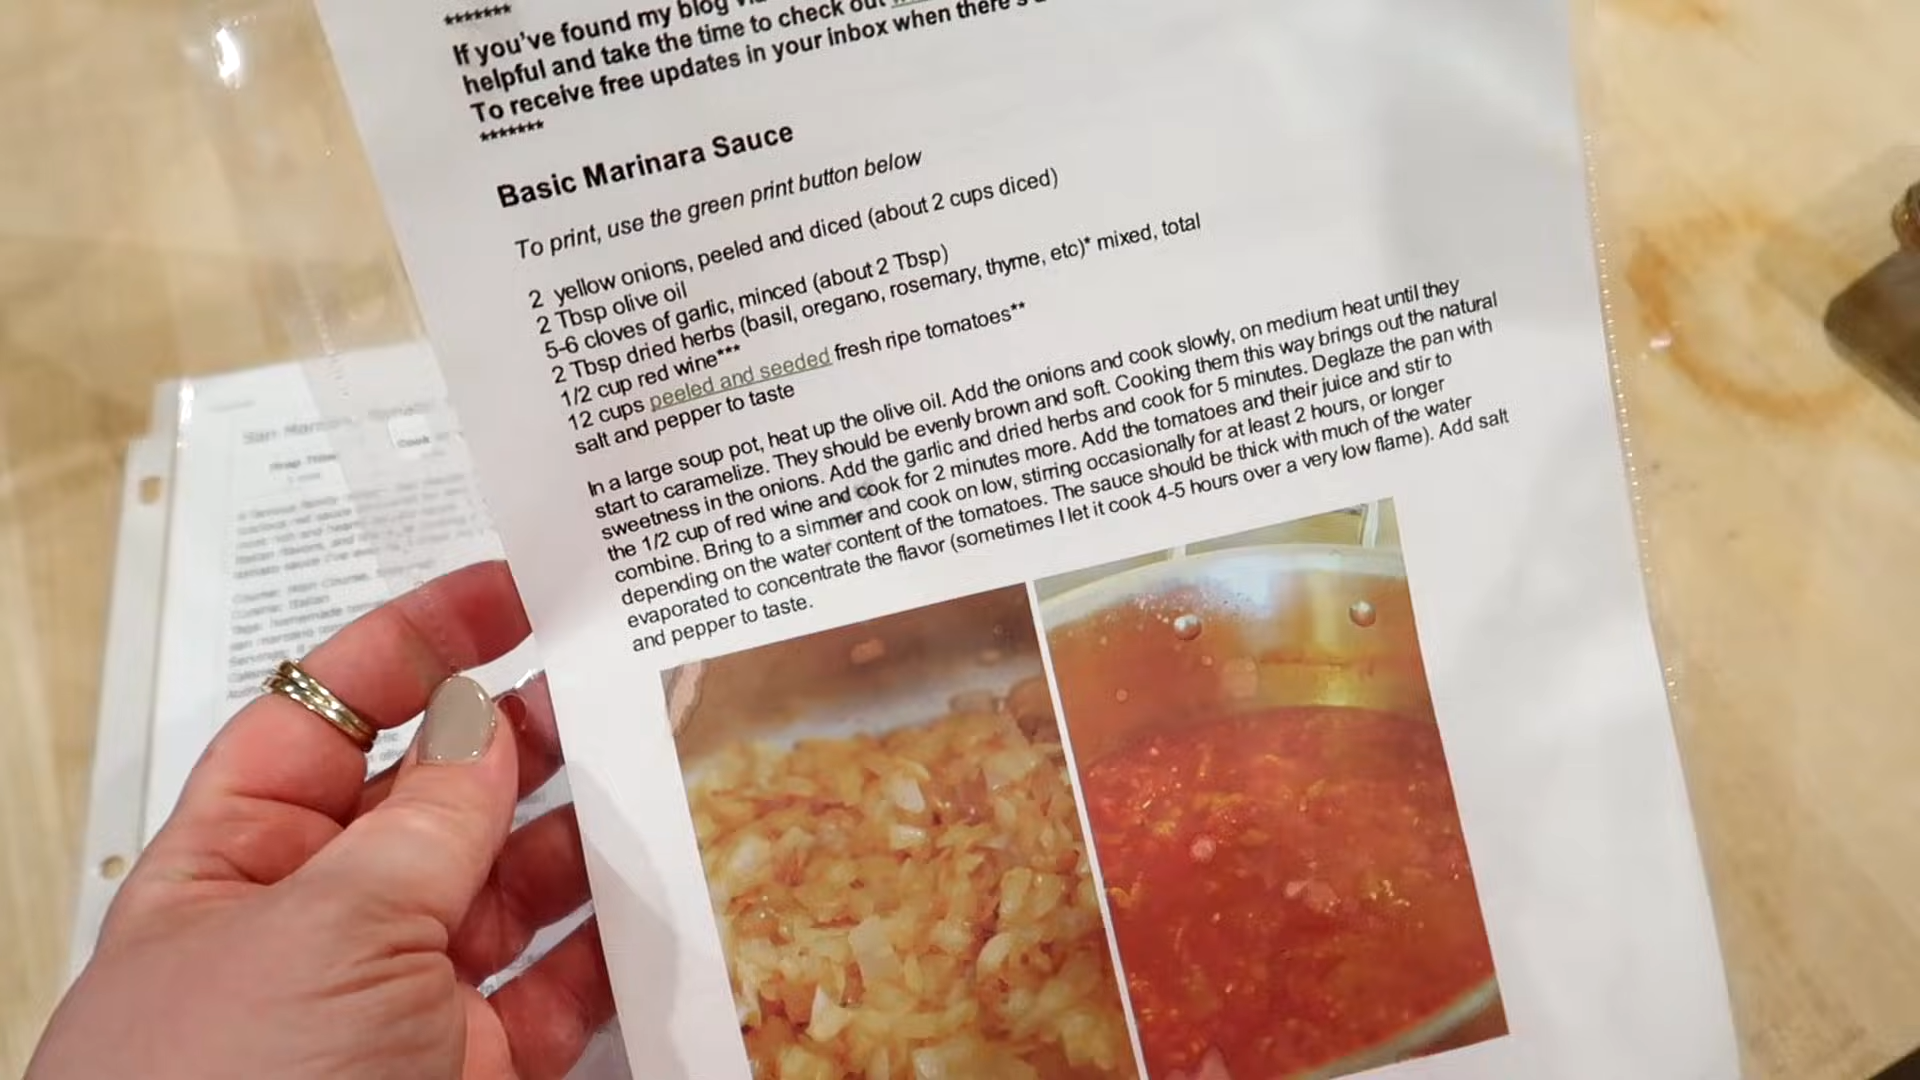 *******
If you've found my blog
helpful and take the time to check out
To receive free updates in your inbox when there's
*******
Basic Marinara Sauce
To print, use the green print button below
2 yellow onions, peeled and diced (about 2 cups diced)
2 Tbsp olive oil
5-6 cloves of garlic, minced (about 2 Tbsp)
2 Tbsp dried herbs (basil, oregano, rosemary, thyme, etc)* mixed, total
1/2 cup red wine***
12 cups peeled and seeded fresh ripe tomatoes**
salt and pepper to taste
In a large soup pot, heat up the olive oil. Add the onions and cook slowly, on medium heat until they
start to caramelize. They should be evenly brown and soft. Cooking them this way brings out the natural
sweetness in the onions. Add the garlic and dried herbs and cook for 5 minutes. Deglaze the pan with
the 1/2 cup of red wine and cook for 2 minutes more. Add the tomatoes and their juice and stir to
combine. Bring to a simmer and cook on low, stirring occasionally for at least 2 hours, or longer
depending on the water content of the tomatoes. The sauce should be thick with much of the water
evaporated to concentrate the flavor (sometimes I let it cook 4-5 hours over a very low flame). Add salt
and pepper to taste.
San Marzano
Prep Time
Cook